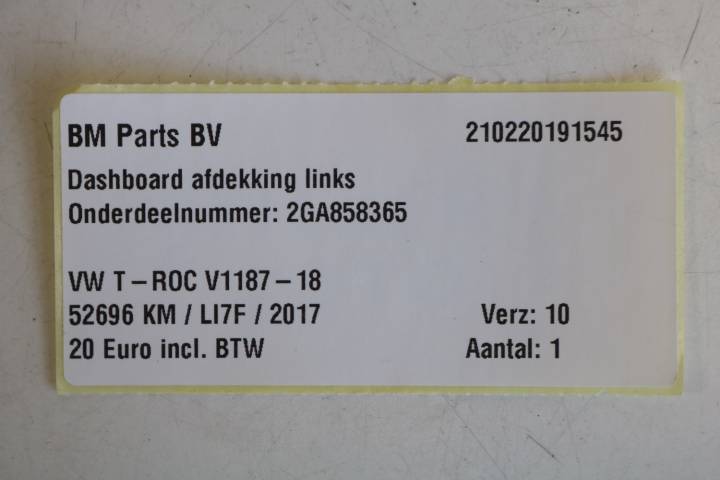 BM Parts BV 210220191545
Dashboard afdekking links
Onderdeelnummer: 2GA858365
VW T-ROC V1187-18
52696 KM / LI7F / 2017 Verz: 10
20 Euro incl. BTW Aantal: 1